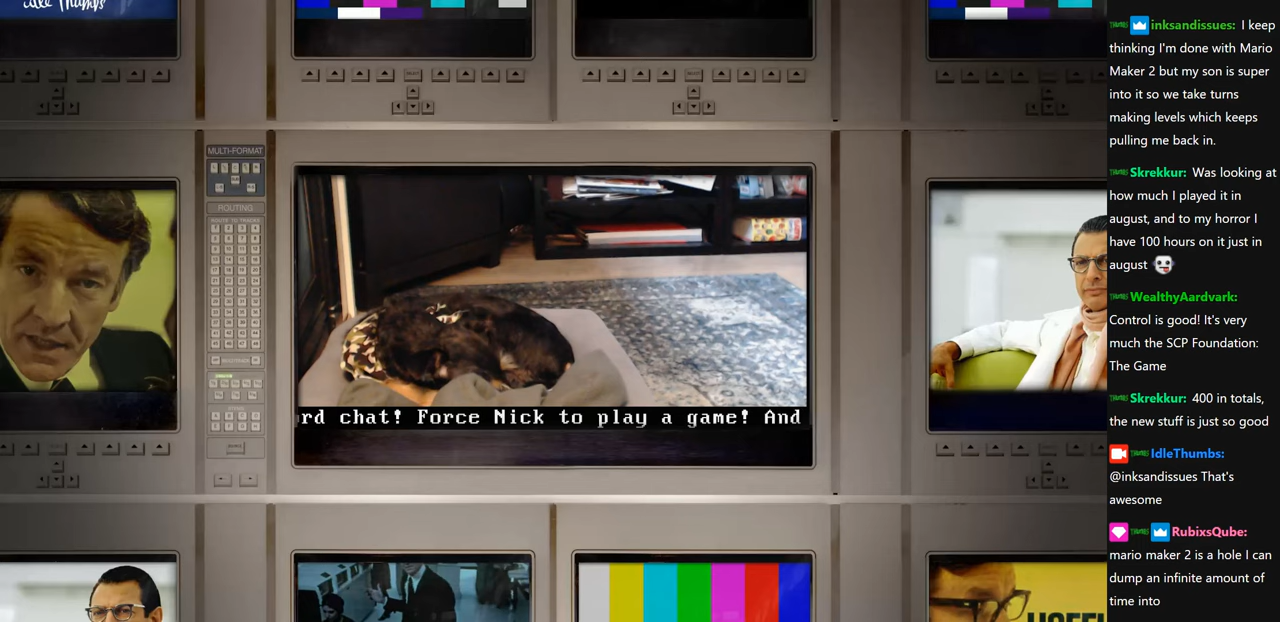 Idle Thumbs
MULTI-FORMAT
ROUTING
ROUTE TO TRACKS
rd chat! Force Nick to play a game! And
inksandissues: I keep
thinking I'm done with Mario
Maker 2 but my son is super
into it so we take turns
making levels which keeps
pulling me back in.
Skrekkur: Was looking at
how much I played it in
august, and to my horror I
have 100 hours on it just in
august
WealthyAardvark:
Control is good! It's very
much the SCP Foundation:
The Game
Skrekkur: 400 in totals,
the new stuff is just so good
IdleThumbs:
@inksandissues That's
awesome
RubixsQube:
mario maker 2 is a hole I can
dump an infinite amount of
time into